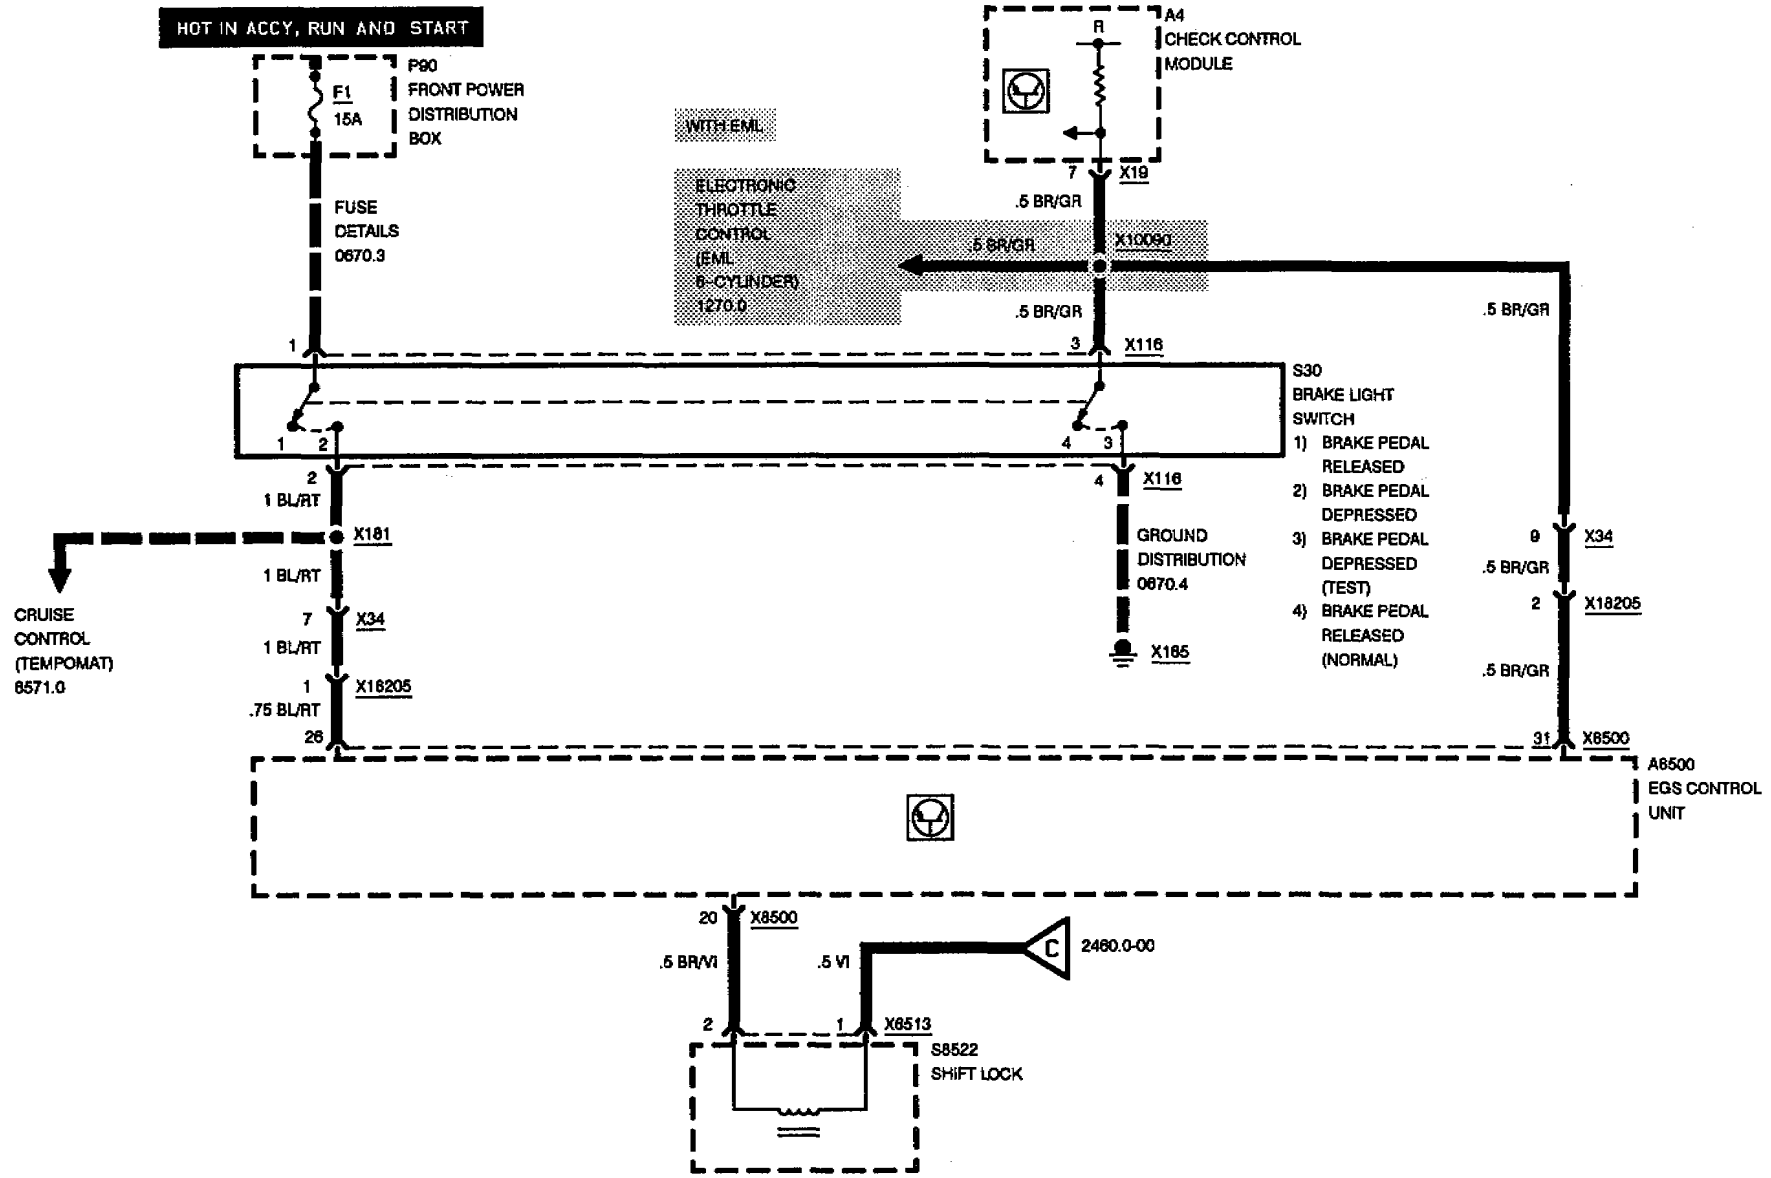 HOT IN ACCY, RUN AND START
P90
FRONT POWER
DISTRIBUTION
BOX
F1
15A
FUSE
DETAILS
0670.3
WITH EML
ELECTRONIC
THROTTLE
CONTROL
(EML
6-CYLINDER)
1270.0
A4
CHECK CONTROL
MODULE
R
7
X19
.5 BR/GR
X10090
.5 BR/GR
.5 BR/GR
.5 BR/GR
1
3
X116
S30
BRAKE LIGHT
SWITCH
1) BRAKE PEDAL
RELEASED
2) BRAKE PEDAL
DEPRESSED
3) BRAKE PEDAL
DEPRESSED
(TEST)
4) BRAKE PEDAL
RELEASED
(NORMAL)
1
2
4
3
2
1 BL/RT
4
X116
X181
1 BL/RT
CRUISE
CONTROL
(TEMPOMAT)
6571.0
7
X34
1 BL/RT
1
X18205
.75 BL/RT
26
GROUND
DISTRIBUTION
0670.4
X165
9
X34
.5 BR/GR
2
X18205
.5 BR/GR
31
X8500
A8500
EGS CONTROL
UNIT
20
X8500
.5 BR/VI
.5 VI
C
2460.0-00
2
1
X8513
S8522
SHIFT LOCK